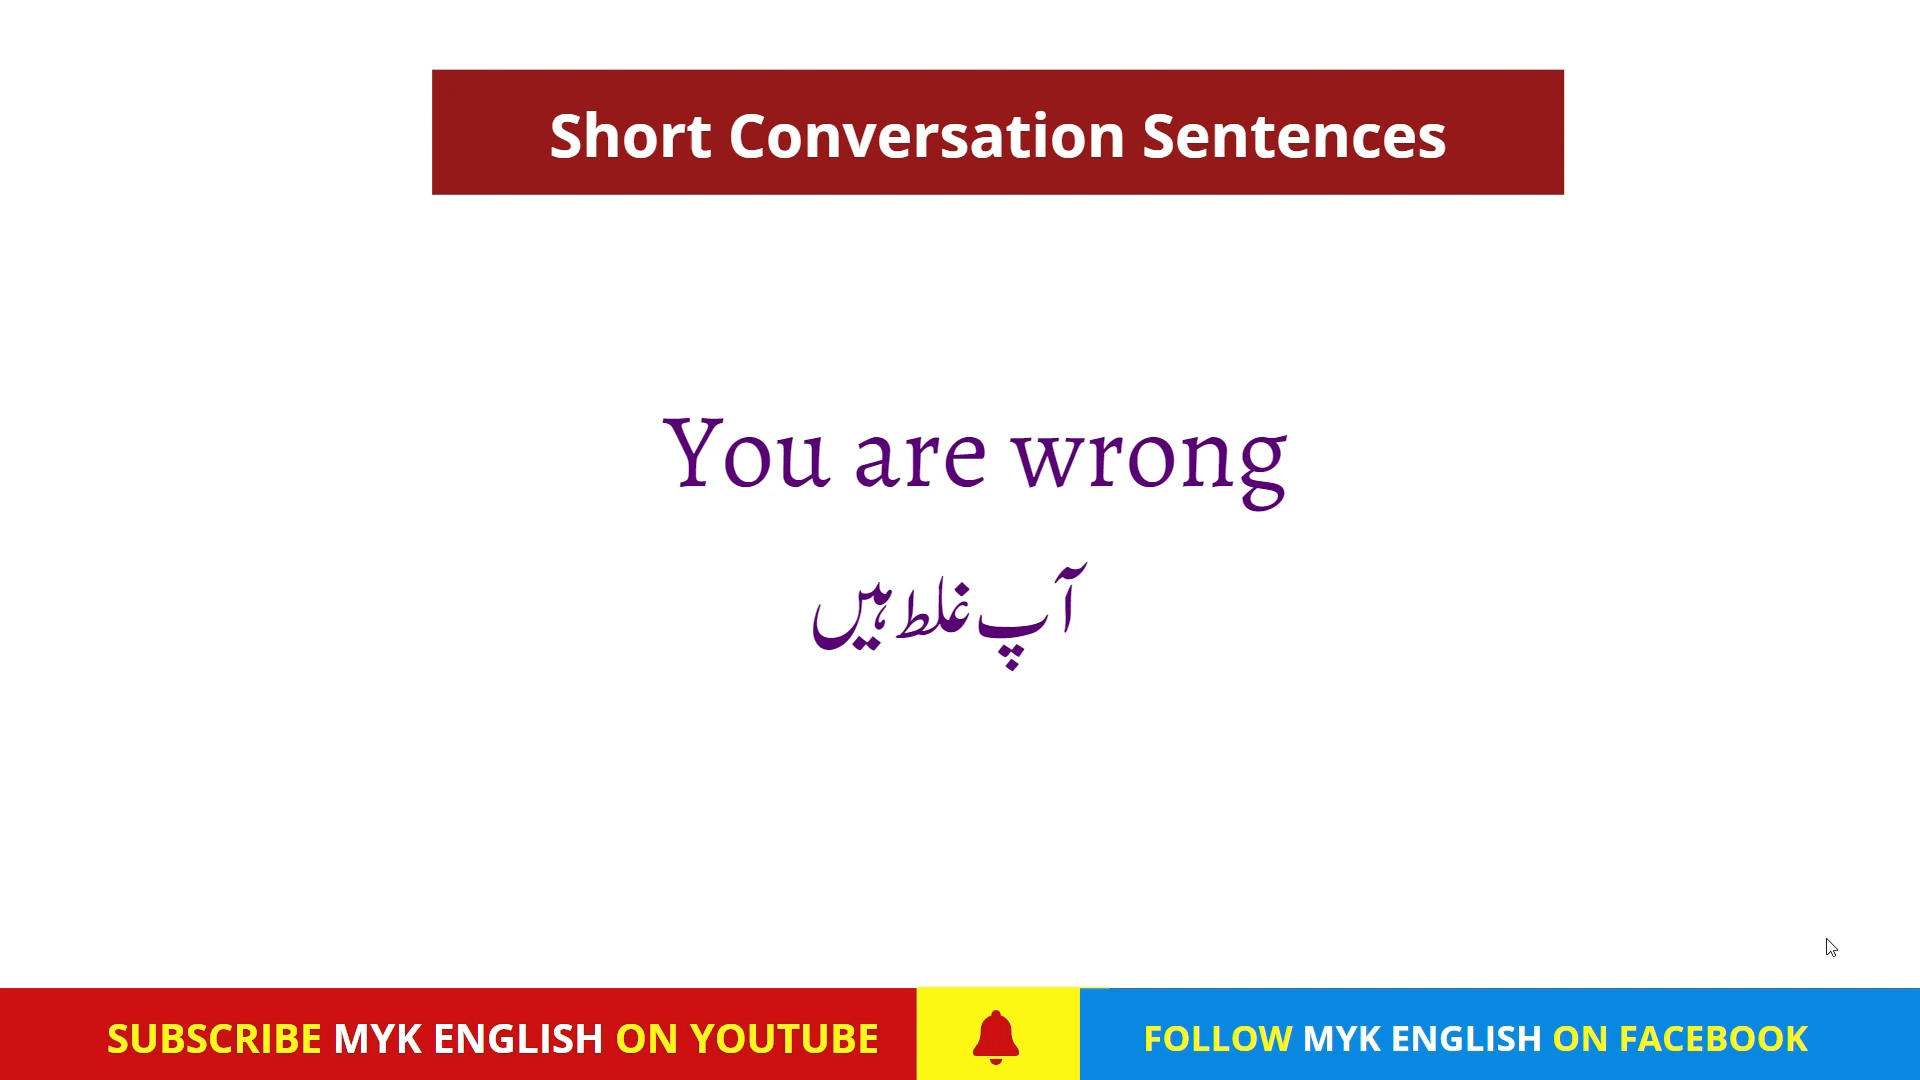 Short Conversation Sentences
You are wrong
آپ غلط ہیں
SUBSCRIBE MYK ENGLISH ON YOUTUBE
FOLLOW MYK ENGLISH ON FACEBOOK